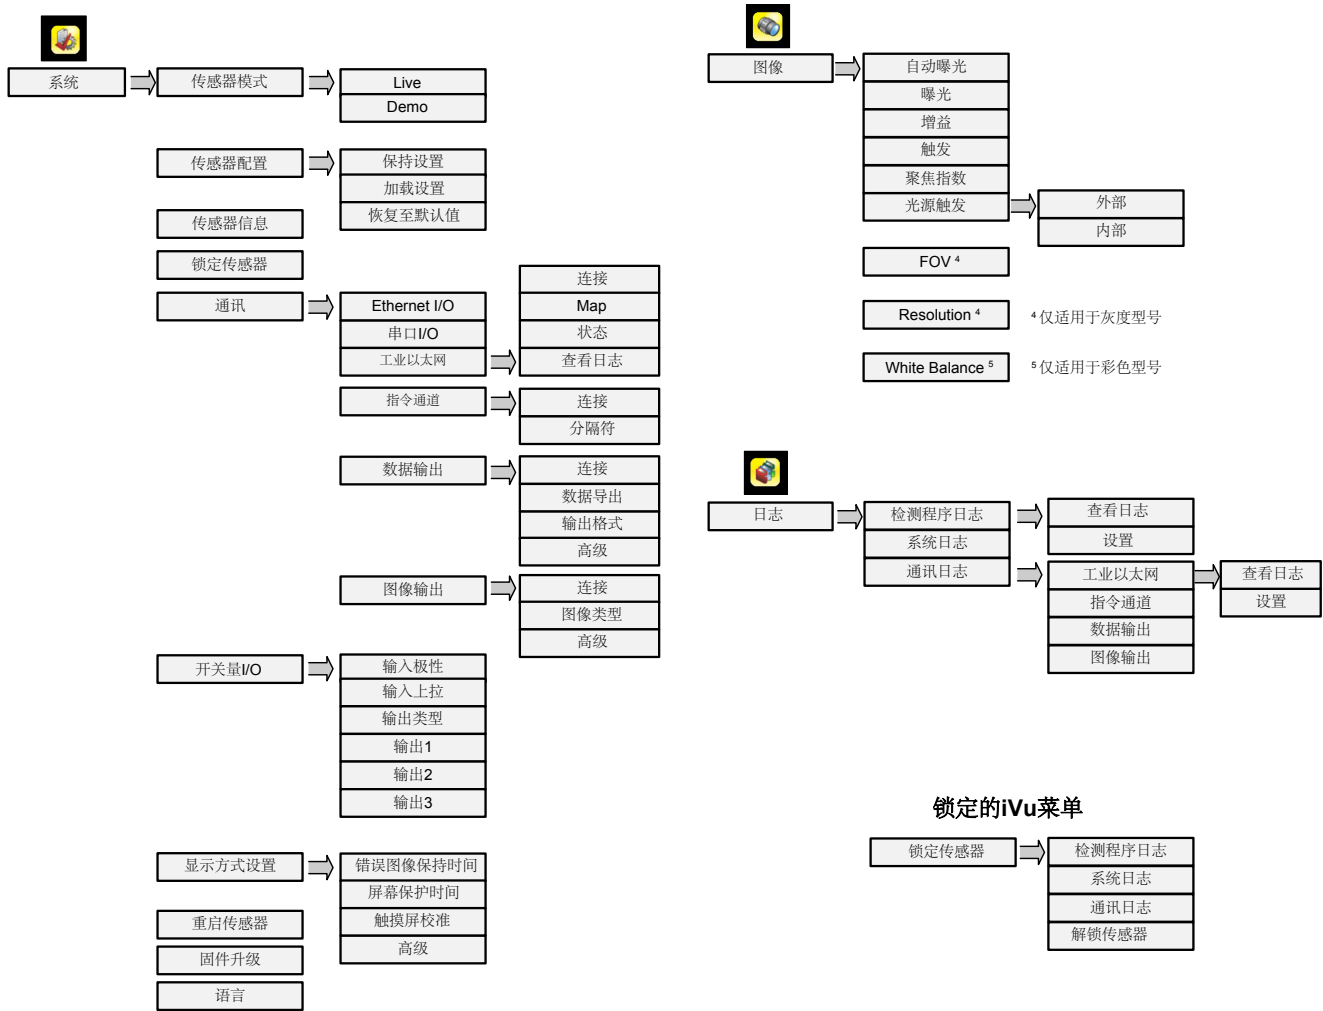 系统
传感器模式
Live
Demo
传感器配置
保持设置
加载设置
恢复至默认值
传感器信息
锁定传感器
通讯
Ethernet I/O
串口I/O
工业以太网
连接
Map
状态
查看日志
指令通道
连接
分隔符
数据输出
连接
数据导出
输出格式
高级
图像输出
连接
图像类型
高级
开关量I/O
输入极性
输入上拉
输出类型
输出1
输出2
输出3
显示方式设置
错误图像保持时间
屏幕保护时间
触摸屏校准
高级
重启传感器
固件升级
语言
图像
自动曝光
曝光
增益
触发
聚焦指数
光源触发
外部
内部
FOV ⁴
Resolution ⁴
⁴ 仅适用于灰度型号
White Balance ⁵
⁵ 仅适用于彩色型号
日志
检测程序日志
查看日志
设置
系统日志
通讯日志
工业以太网
查看日志
设置
指令通道
数据输出
图像输出
锁定的iVu菜单
锁定传感器
检测程序日志
系统日志
通讯日志
解锁传感器